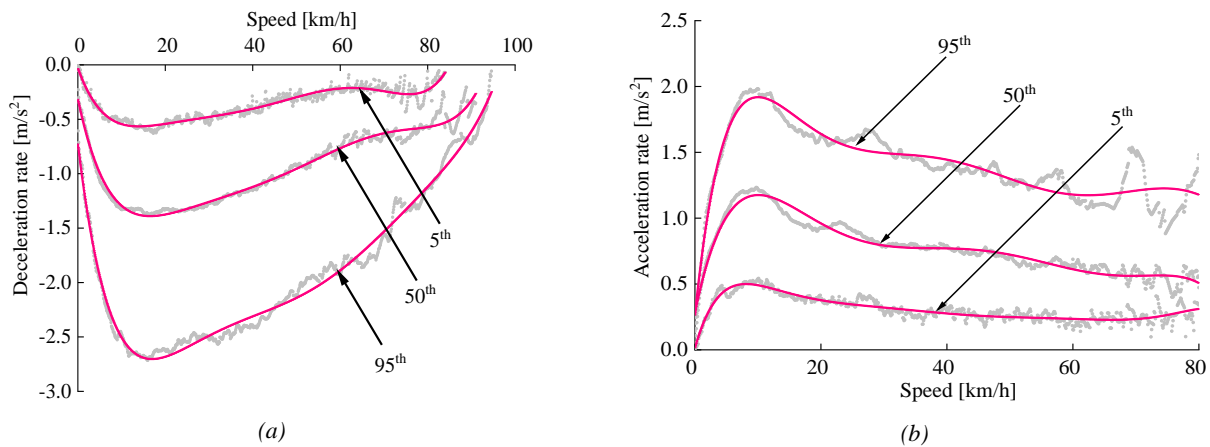 Speed [km/h]
0 20 40 60 80 100
Deceleration rate [m/s²]
0.0
-0.5
-1.0
-1.5
-2.0
-2.5
-3.0
5th
50th
95th
(a)
Acceleration rate [m/s²]
2.5
2.0
1.5
1.0
0.5
0.0
95th
50th
5th
0 20 40 60 80
Speed [km/h]
(b)